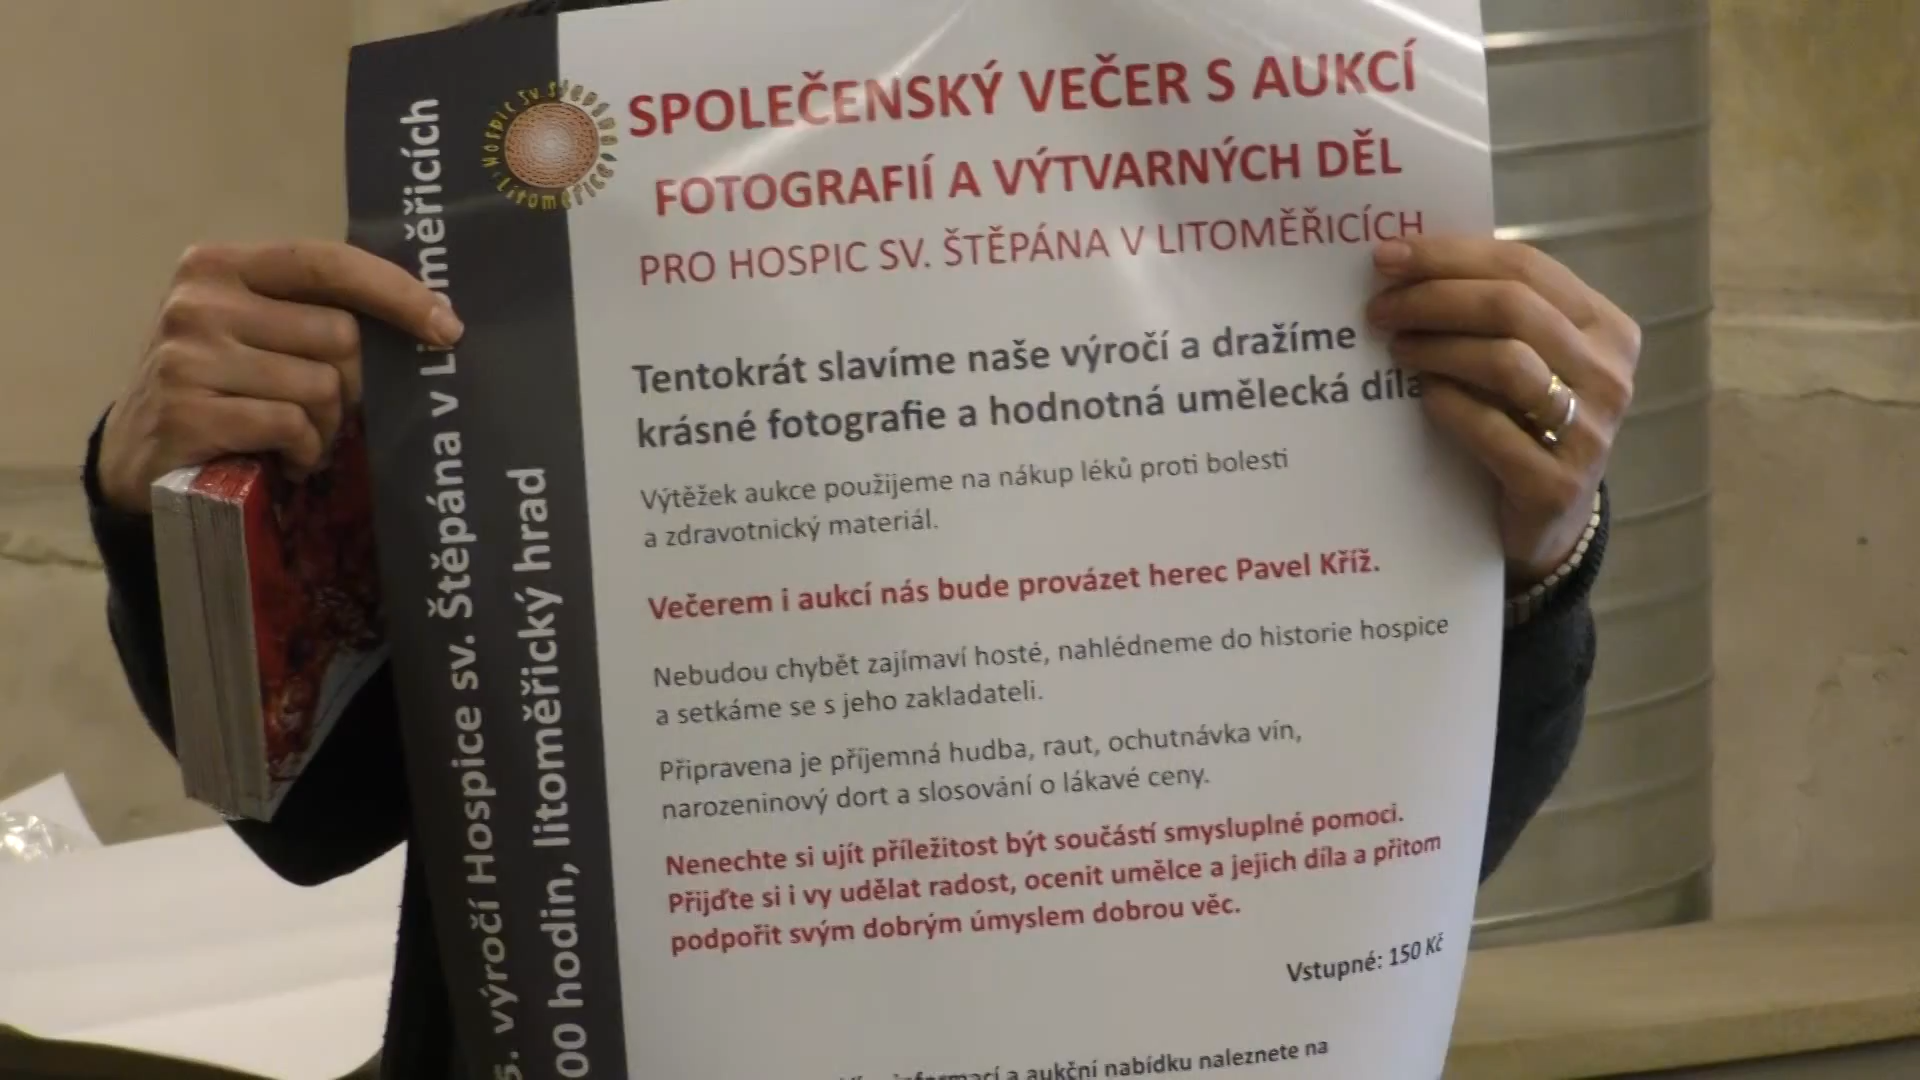 Hospic sv. Štěpána, Litoměřice
SPOLEČENSKÝ VEČER S AUKCÍ
FOTOGRAFIÍ A VÝTVARNÝCH DĚL
PRO HOSPIC SV. ŠTĚPÁNA V LITOMĚŘICÍCH
Tentokrát slavíme naše výročí a dražíme
krásné fotografie a hodnotná umělecká díla
Výtěžek aukce použijeme na nákup léků proti bolesti
a zdravotnický materiál.
Večerem i aukcí nás bude provázet herec Pavel Kříž.
Nebudou chybět zajímaví hosté, nahlédneme do historie hospice
a setkáme se s jeho zakladateli.
Připravena je příjemná hudba, raut, ochutnávka vín,
narozeninový dort a slosování o lákavé ceny.
Nenechte si ujít příležitost být součástí smysluplné pomoci.
Přijďte si i vy udělat radost, ocenit umělce a jejich díla a přitom
podpořit svým dobrým úmyslem dobrou věc.
Vstupné: 150 Kč
a aukční nabídku naleznete na
výročí Hospice sv. Štěpána v Litoměřicích
00 hodin, litoměřický hrad